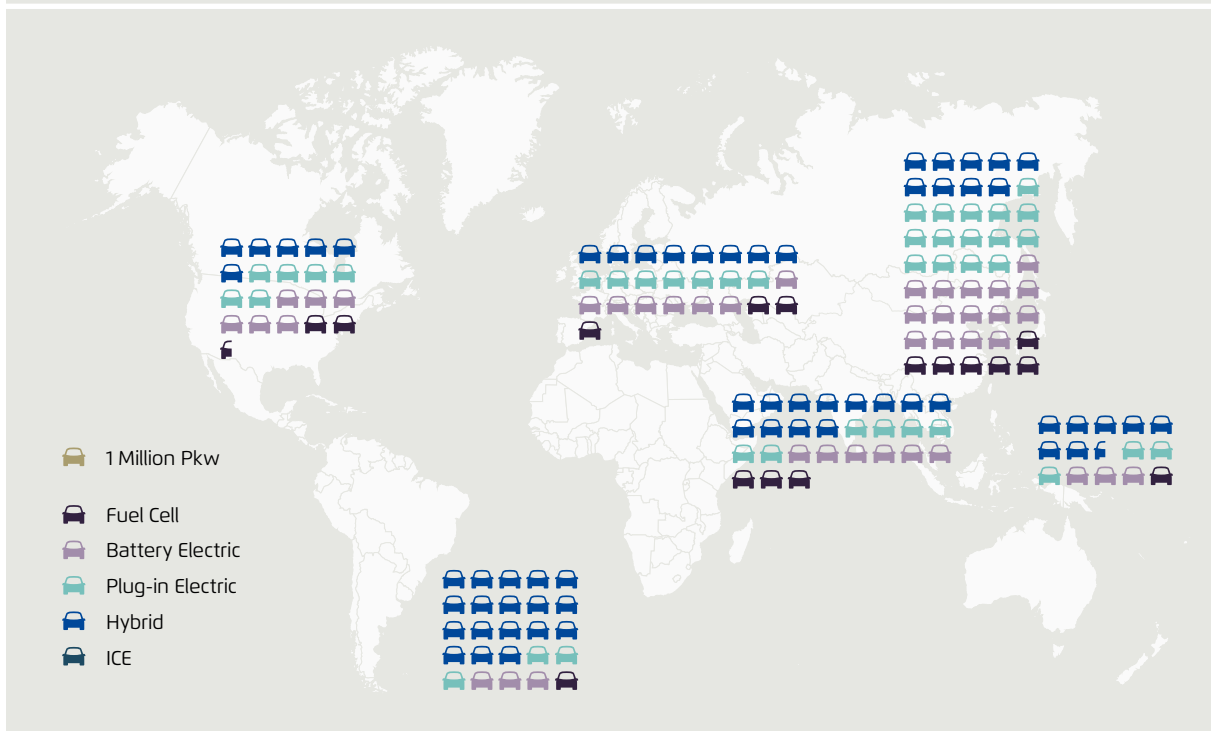 1 Million Pkw
Fuel Cell
Battery Electric
Plug-in Electric
Hybrid
ICE